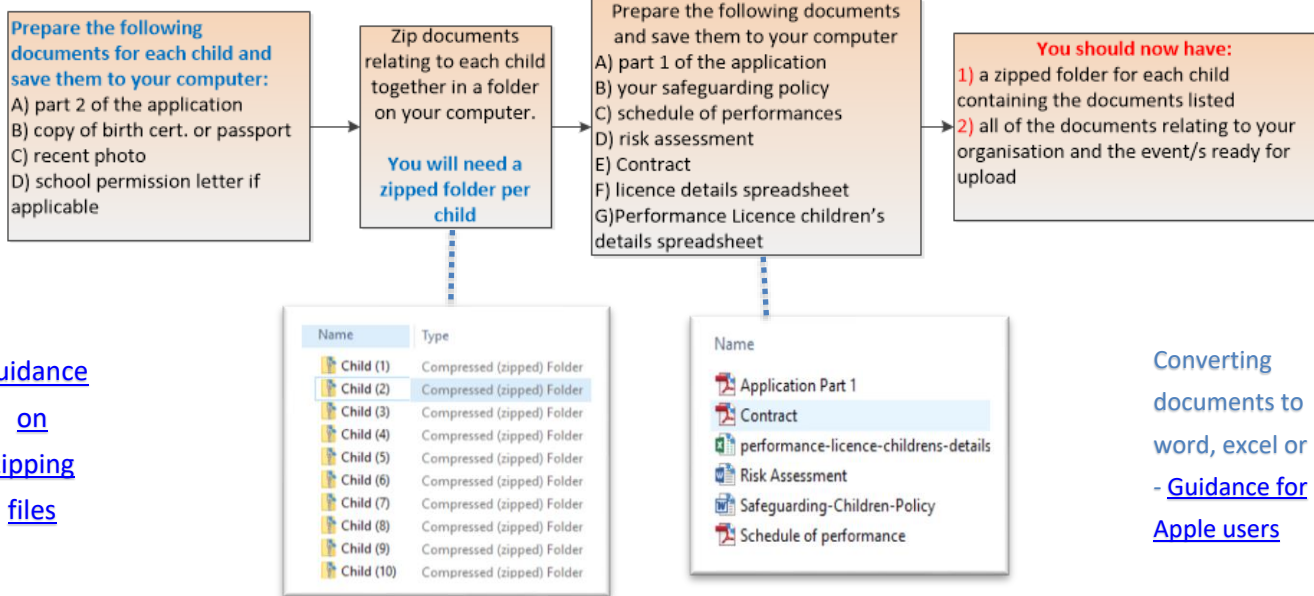 Prepare the following
documents for each child and
save them to your computer:
A) part 2 of the application
B) copy of birth cert. or passport
C) recent photo
D) school permission letter if
applicable
Zip documents
relating to each child
together in a folder
on your computer.
You will need a
zipped folder per
child
Prepare the following documents
and save them to your computer
A) part 1 of the application
B) your safeguarding policy
C) schedule of performances
D) risk assessment
E) Contract
F) licence details spreadsheet
G)Performance Licence children's
details spreadsheet
You should now have:
1) a zipped folder for each child
containing the documents listed
2) all of the documents relating to your
organisation and the event/s ready for
upload
uidance
on
ipping
files
Name Type
Child (1) Compressed (zipped) Folder
Child (2) Compressed (zipped) Folder
Child (3) Compressed (zipped) Folder
Child (4) Compressed (zipped) Folder
Child (5) Compressed (zipped) Folder
Child (6) Compressed (zipped) Folder
Child (7) Compressed (zipped) Folder
Child (8) Compressed (zipped) Folder
Child (9) Compressed (zipped) Folder
Child (10) Compressed (zipped) Folder
Name
Application Part 1
Contract
performance-licence-childrens-details
Risk Assessment
Safeguarding-Children-Policy
Schedule of performance
Converting
documents to
word, excel or
- Guidance for
Apple users